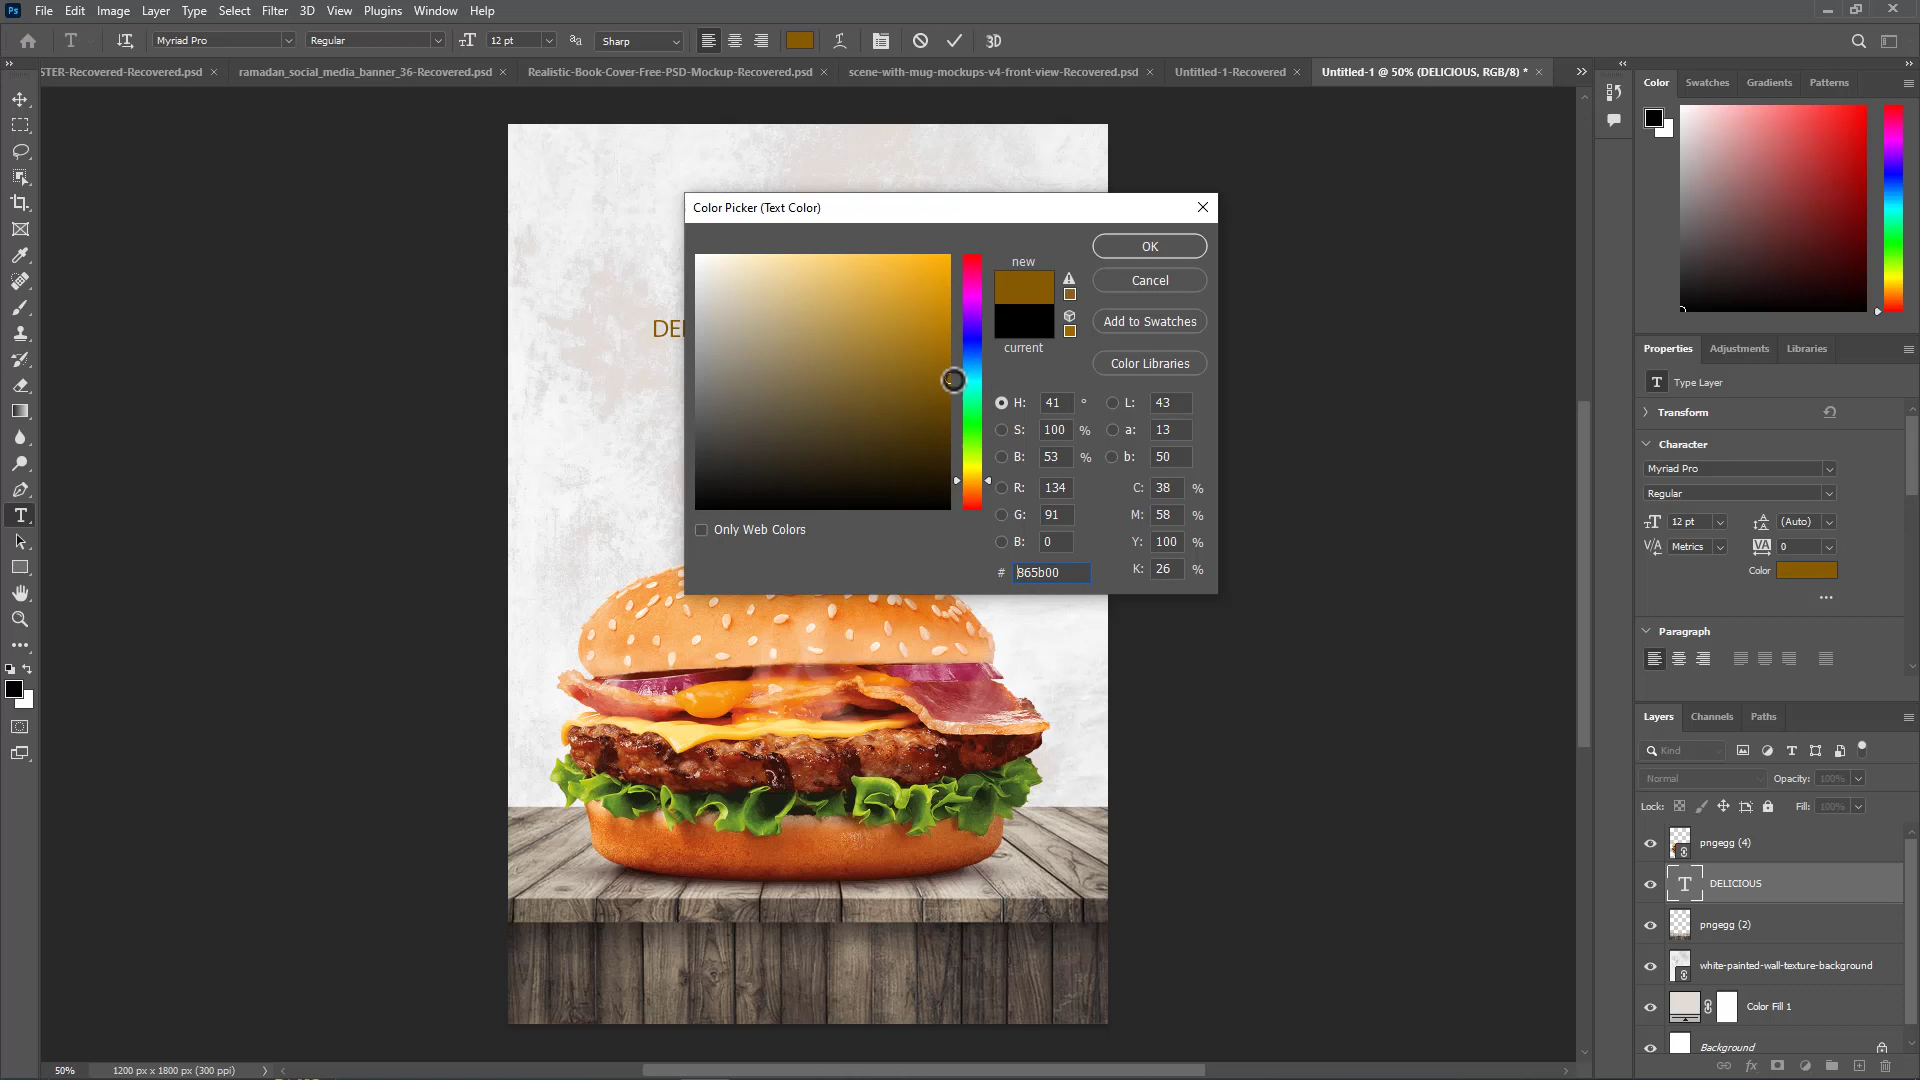 Ps File Edit Image Layer Type Select Filter 3D View Plugins Window Help
Myriad Pro Regular 12 pt Sharp 3D
STER-Recovered-Recovered.psd × ramadan_social_media_banner_36-Recovered.psd × Realistic-Book-Cover-Free-PSD-Mockup-Recovered.psd × scene-with-mug-mockups-v4-front-view-Recovered.psd × Untitled-1-Recovered × Untitled-1 @ 50% (DELICIOUS, RGB/8) * ×
Color Swatches Gradients Patterns
Color Picker (Text Color)
OK
new
Cancel
Add to Swatches
current
Color Libraries
DEL
H: 41 ° L: 43
S: 100 % a: 13
B: 53 % b: 50
R: 134 C: 38 %
G: 91 M: 58 %
B: 0 Y: 100 %
# 865b00 K: 26 %
Only Web Colors
Properties Adjustments Libraries
T Type Layer
Transform
Character
Myriad Pro
Regular
12 pt (Auto)
Metrics 0
Color
Paragraph
Layers Channels Paths
Kind
Normal Opacity: 100%
Lock: Fill: 100%
pngegg (4)
T DELICIOUS
pngegg (2)
white-painted-wall-texture-background
Color Fill 1
Background
50% 1200 px x 1800 px (300 ppi)